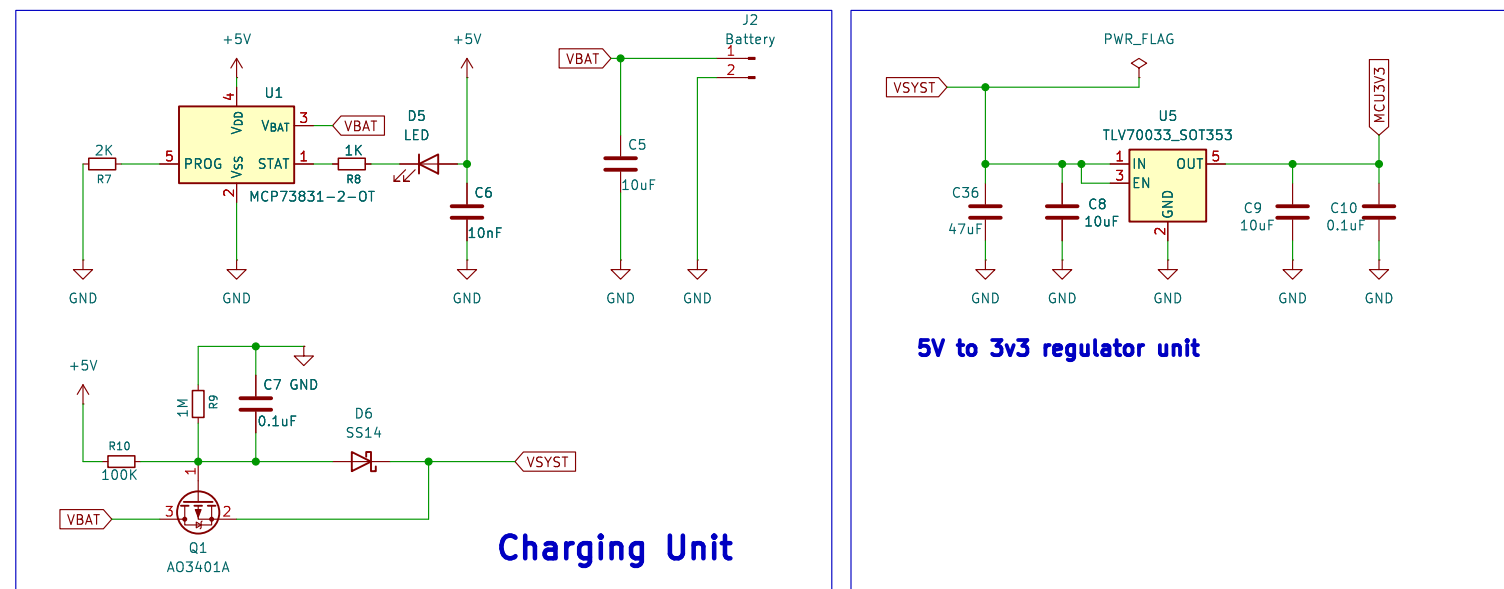 +5V
+5V
J2
Battery
VBAT
1
2
U1
4
VDD
VBAT
3
VBAT
D5
LED
2K
R7
5
PROG
VSS
STAT
1
1K
R8
2
MCP73831-2-OT
C6
10nF
C5
10uF
GND
GND
GND
GND
GND
+5V
C7
GND
1M
R9
0.1uF
D6
SS14
R10
100K
1
VSYST
VBAT
3
2
Q1
AO3401A
Charging Unit
PWR_FLAG
VSYST
MCU3V3
U5
TLV70033_SOT353
1
IN
OUT
5
3
EN
GND
2
C36
47uF
C8
10uF
C9
10uF
C10
0.1uF
GND
GND
GND
GND
GND
5V to 3v3 regulator unit